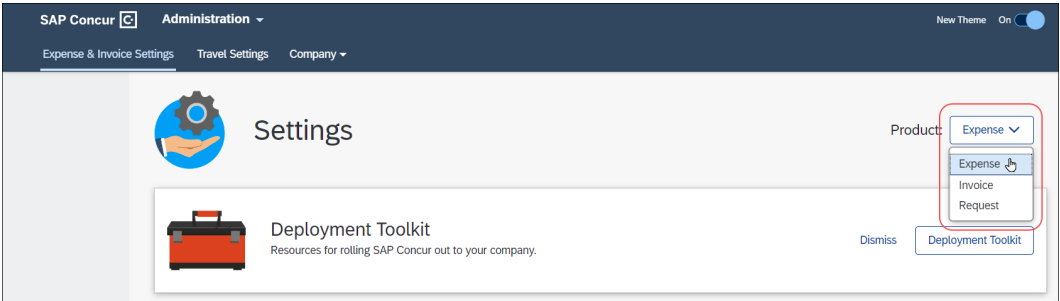 SAP Concur C Administration New Theme On
Expense & Invoice Settings Travel Settings Company
Settings
Product: Expense
Expense
Invoice
Request
Deployment Toolkit
Resources for rolling SAP Concur out to your company.
Dismiss Deployment Toolkit